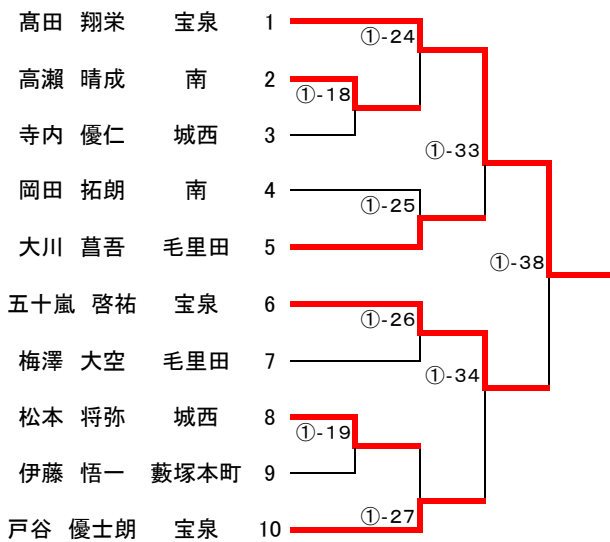 髙田 翔栄 宝泉 1
①-24
高瀨 晴成 南 2
①-18
寺内 優仁 城西 3
①-33
岡田 拓朗 南 4
①-25
大川 菖吾 毛里田 5
①-38
五十嵐 啓祐 宝泉 6
①-26
梅澤 大空 毛里田 7
①-34
松本 将弥 城西 8
①-19
伊藤 悟一 藪塚本町 9
①-27
戸谷 優士朗 宝泉 10